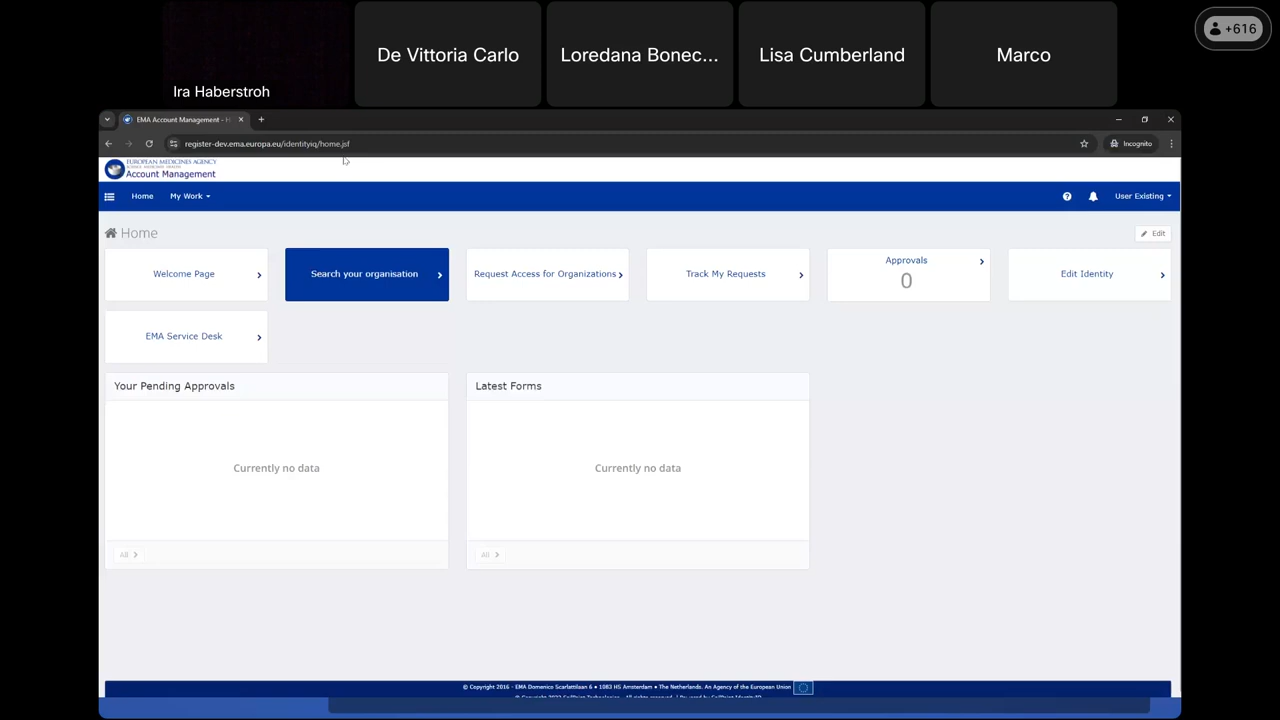 +616
De Vittoria Carlo
Loredana Bonec...
Lisa Cumberland
Marco
Ira Haberstroh
EMA Account Management - H
register-dev.ema.europa.eu/identityiq/home.jsf
Incognito
EUROPEAN MEDICINES AGENCY
Account Management
Home
My Work
User Existing
Home
Edit
Welcome Page
Search your organisation
Request Access for Organizations
Track My Requests
Approvals
0
Edit Identity
EMA Service Desk
Your Pending Approvals
Latest Forms
Currently no data
Currently no data
All
All
© Copyright 2016 - EMA Domenico Scarlattilaan 6 • 1083 HS Amsterdam • The Netherlands. An Agency of the European Union